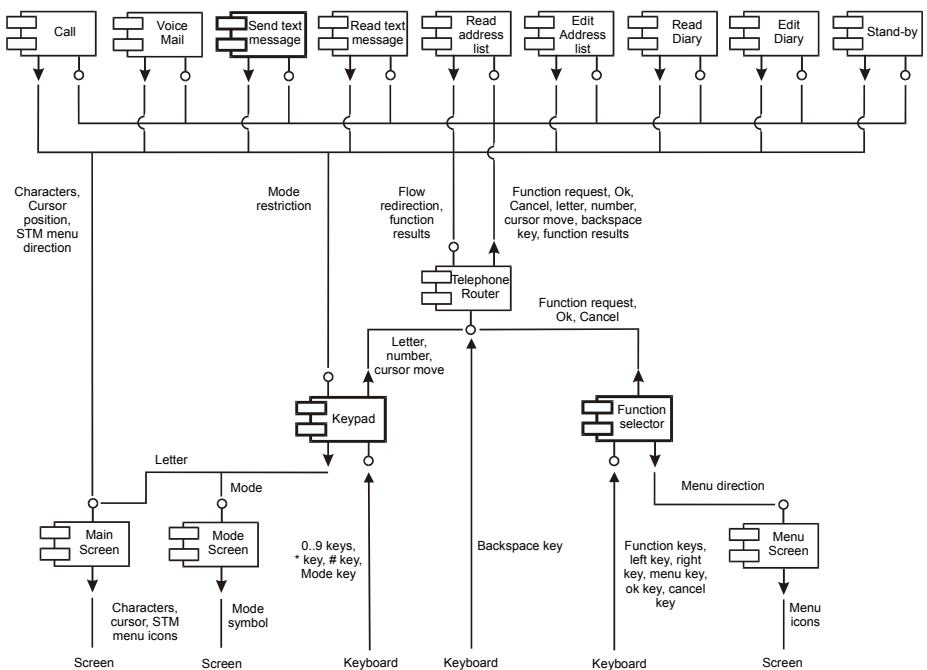 Call
Voice
Mail
Send text
message
Read text
message
Read
address
list
Edit
Address
list
Read
Diary
Edit
Diary
Stand-by
Characters,
Cursor
position,
STM menu
direction
Mode
restriction
Flow
redirection,
function
results
Function request, Ok,
Cancel, letter, number,
cursor move, backspace
key, function results
Telephone
Router
Function request,
Ok, Cancel
Letter,
number,
cursor move
Keypad
Function
selector
Letter
Mode
Menu direction
Main
Screen
Mode
Screen
0..9 keys,
* key, # key,
Mode key
Backspace key
Function keys,
left key, right
key, menu key,
ok key, cancel
key
Menu
Screen
Characters,
cursor, STM
menu icons
Mode
symbol
Menu
icons
Screen
Screen
Keyboard
Keyboard
Keyboard
Screen